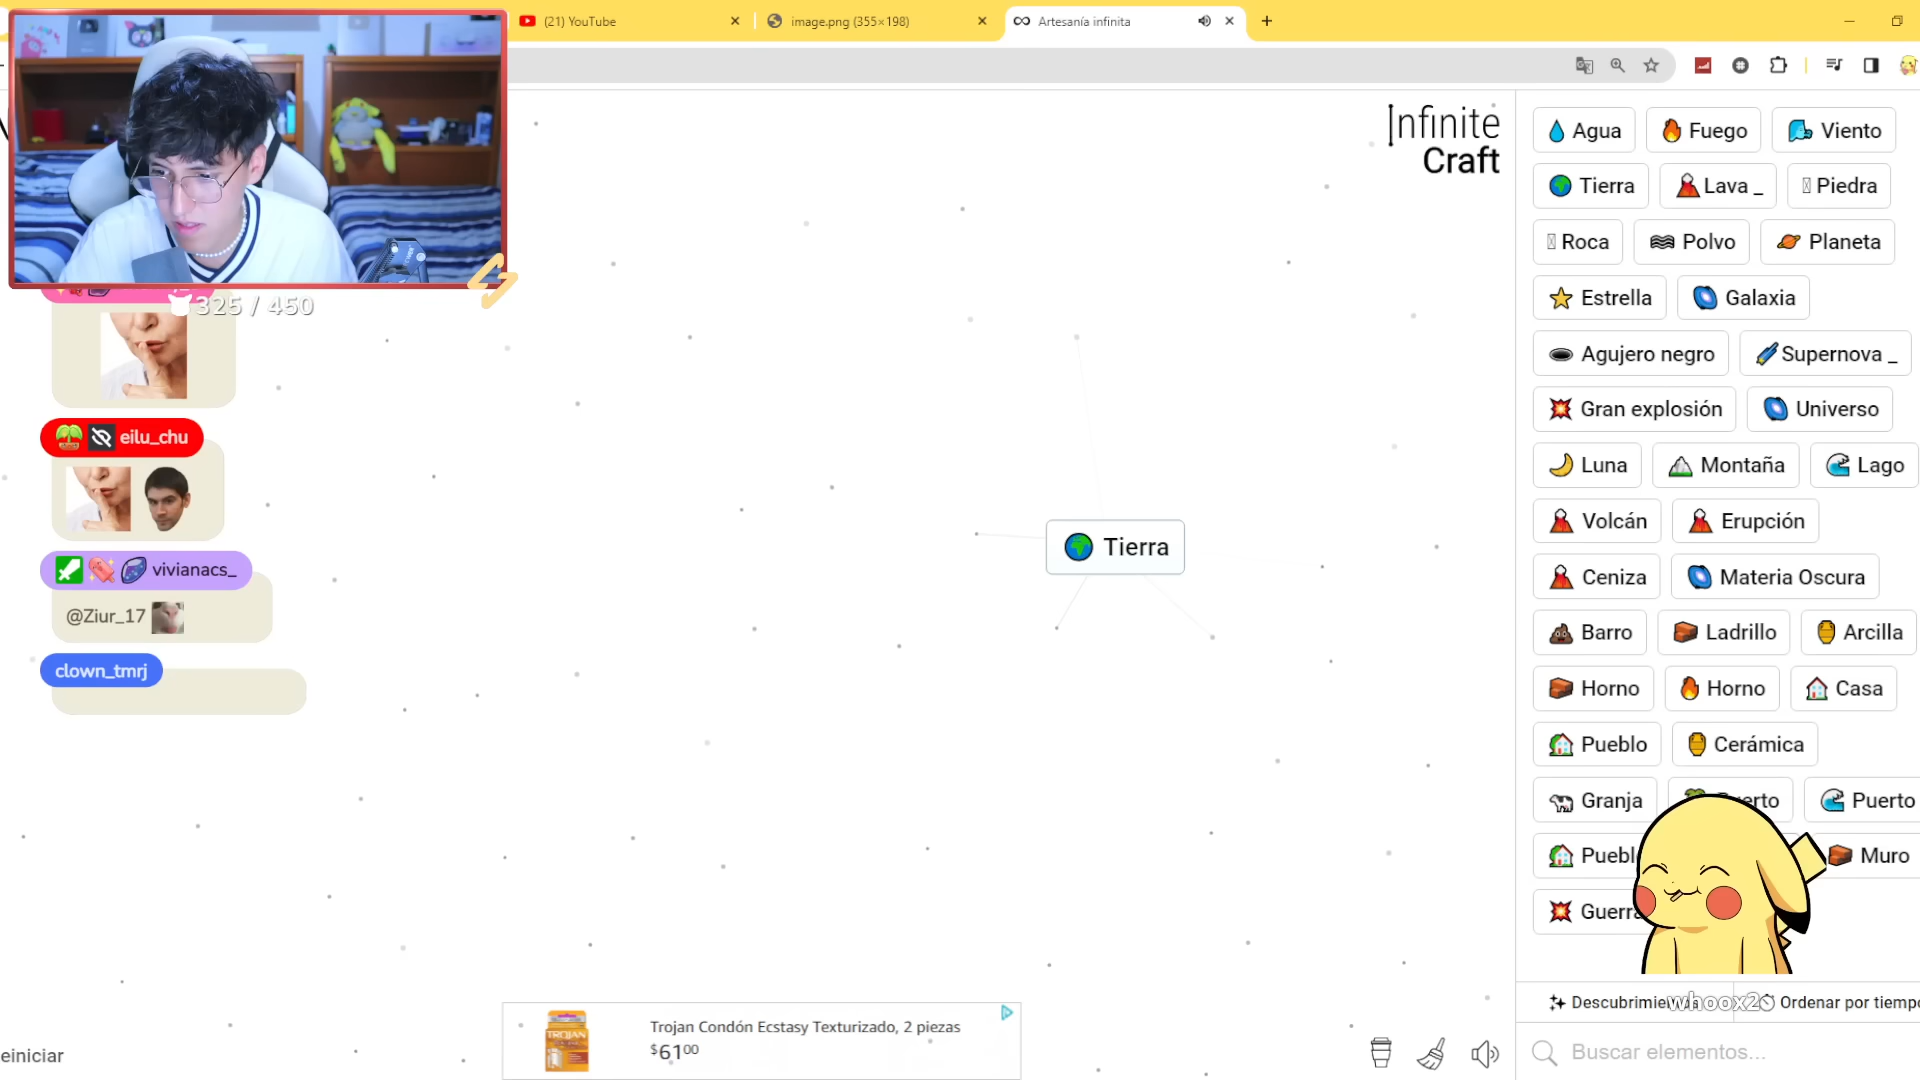 (21) YouTube
image.png (355×198)
Artesanía infinita
325 / 450
eilu_chu
vivianacs_
@Ziur_17
clown_tmrj
Infinite
Craft
Tierra
Agua
Fuego
Viento
Tierra
Lava _
Piedra
Roca
Polvo
Planeta
Estrella
Galaxia
Agujero negro
Supernova _
Gran explosión
Universo
Luna
Montaña
Lago
Volcán
Erupción
Ceniza
Materia Oscura
Barro
Ladrillo
Arcilla
Horno
Horno
Casa
Pueblo
Cerámica
Granja
Puerto
Muro
Guerra
whoox2
Ordenar por tiempo
Buscar elementos...
einiciar
TROJAN
Trojan Condón Ecstasy Texturizado, 2 piezas
$61⁰⁰